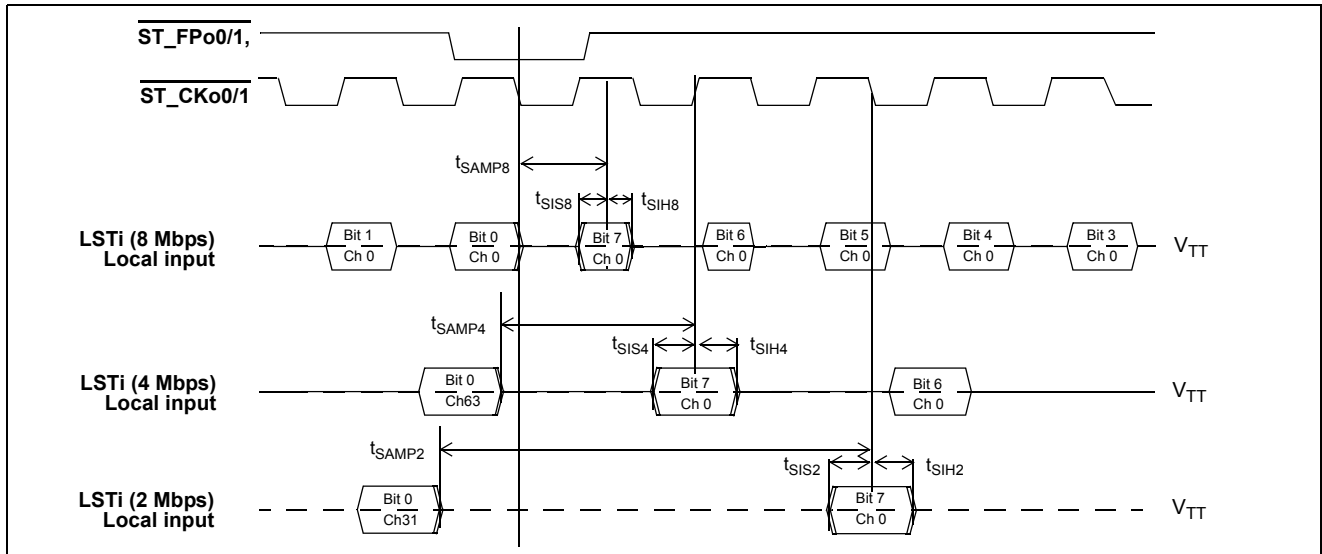 ST_FPo0/1,
ST_CKo0/1
tSAMP8
tSIS8
tSIH8
LSTi (8 Mbps)
Local input
Bit 1
Ch 0
Bit 0
Ch 0
Bit 7
Ch 0
Bit 6
Ch 0
Bit 5
Ch 0
Bit 4
Ch 0
Bit 3
Ch 0
VTT
tSAMP4
tSIS4
tSIH4
LSTi (4 Mbps)
Local input
Bit 0
Ch63
Bit 7
Ch 0
Bit 6
Ch 0
VTT
tSAMP2
tSIS2
tSIH2
LSTi (2 Mbps)
Local input
Bit 0
Ch31
Bit 7
Ch 0
VTT